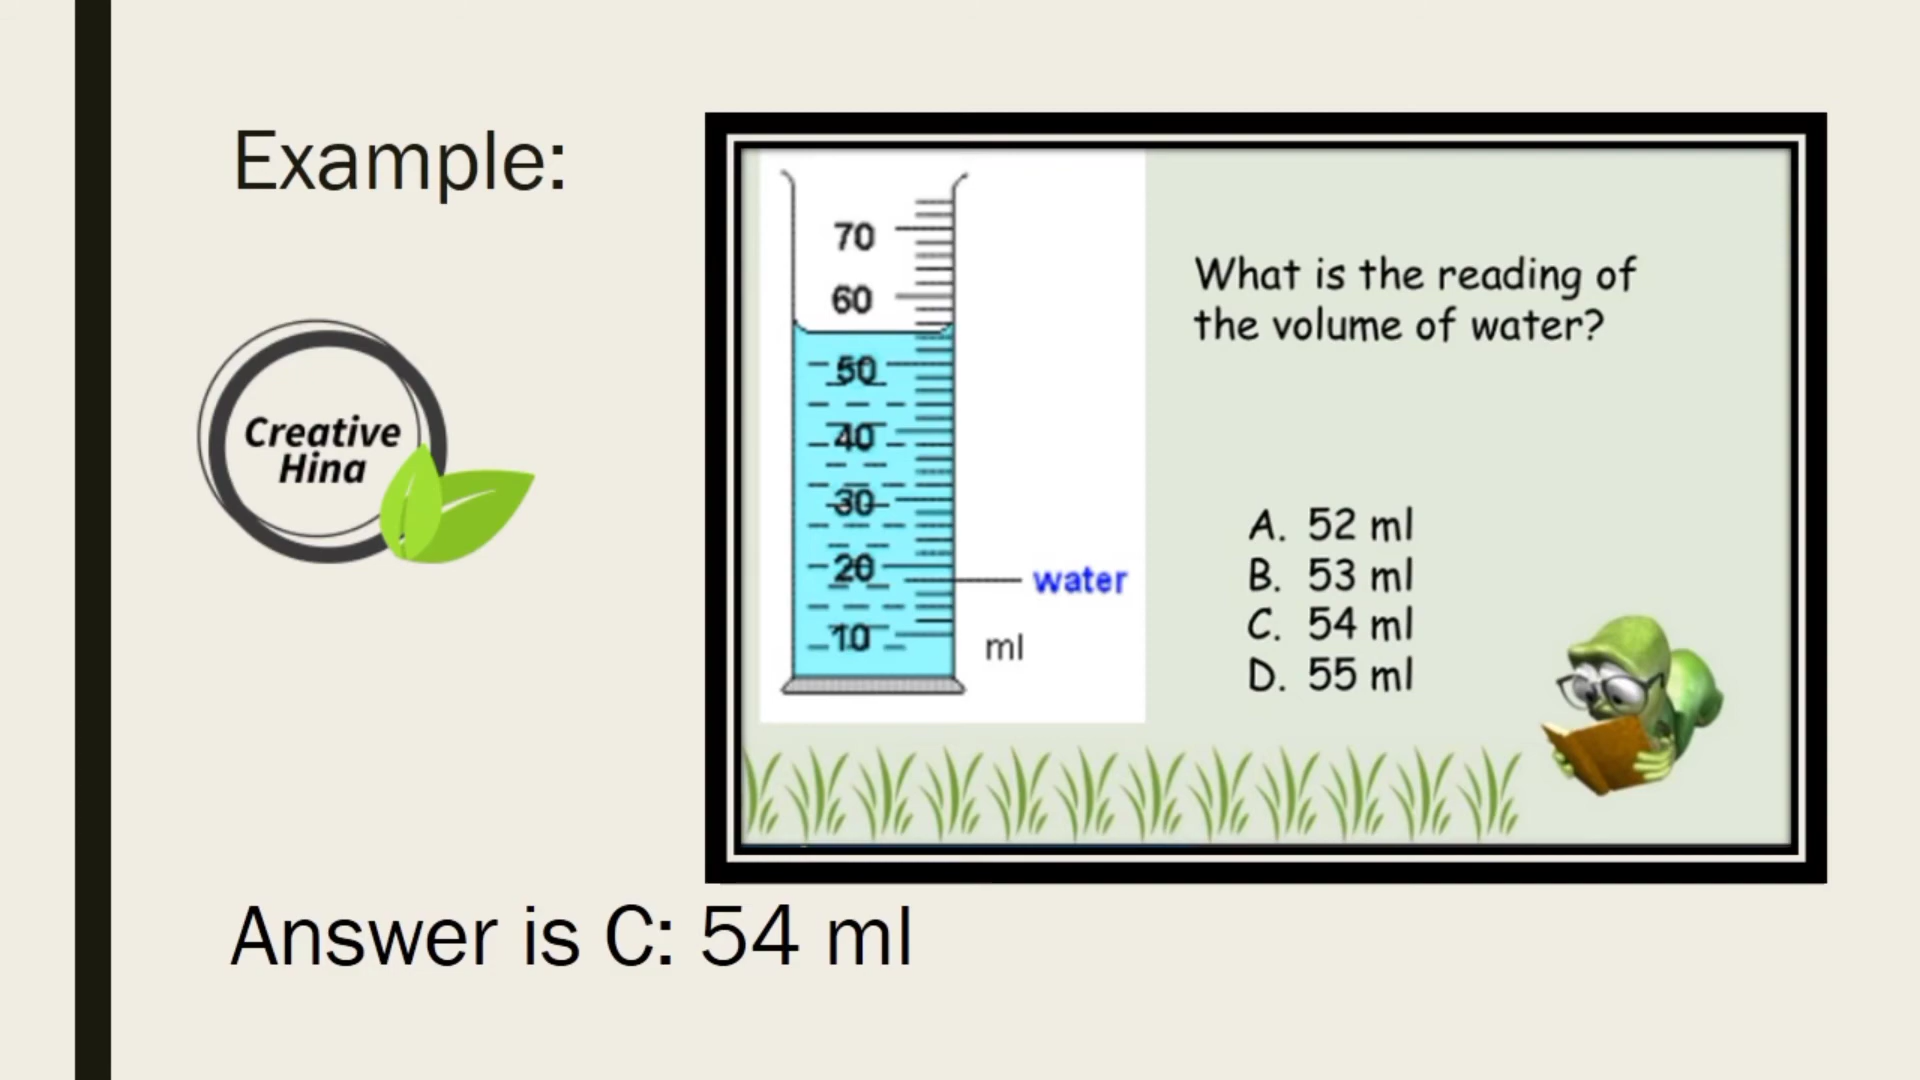 Example:
Creative
Hina
70
60
50
40
30
20
10
water
ml
What is the reading of
the volume of water?
A. 52 ml
B. 53 ml
C. 54 ml
D. 55 ml
Answer is C: 54 ml